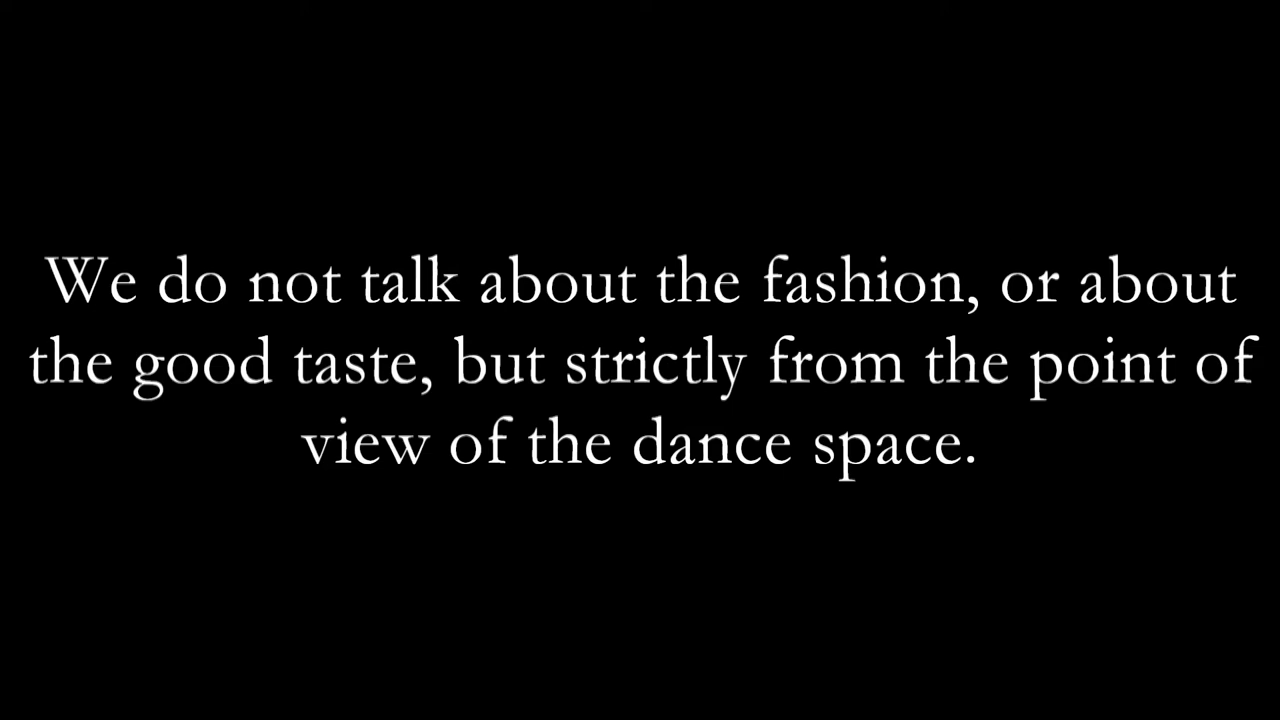 We do not talk about the fashion, or about
the good taste, but strictly from the point of
view of the dance space.